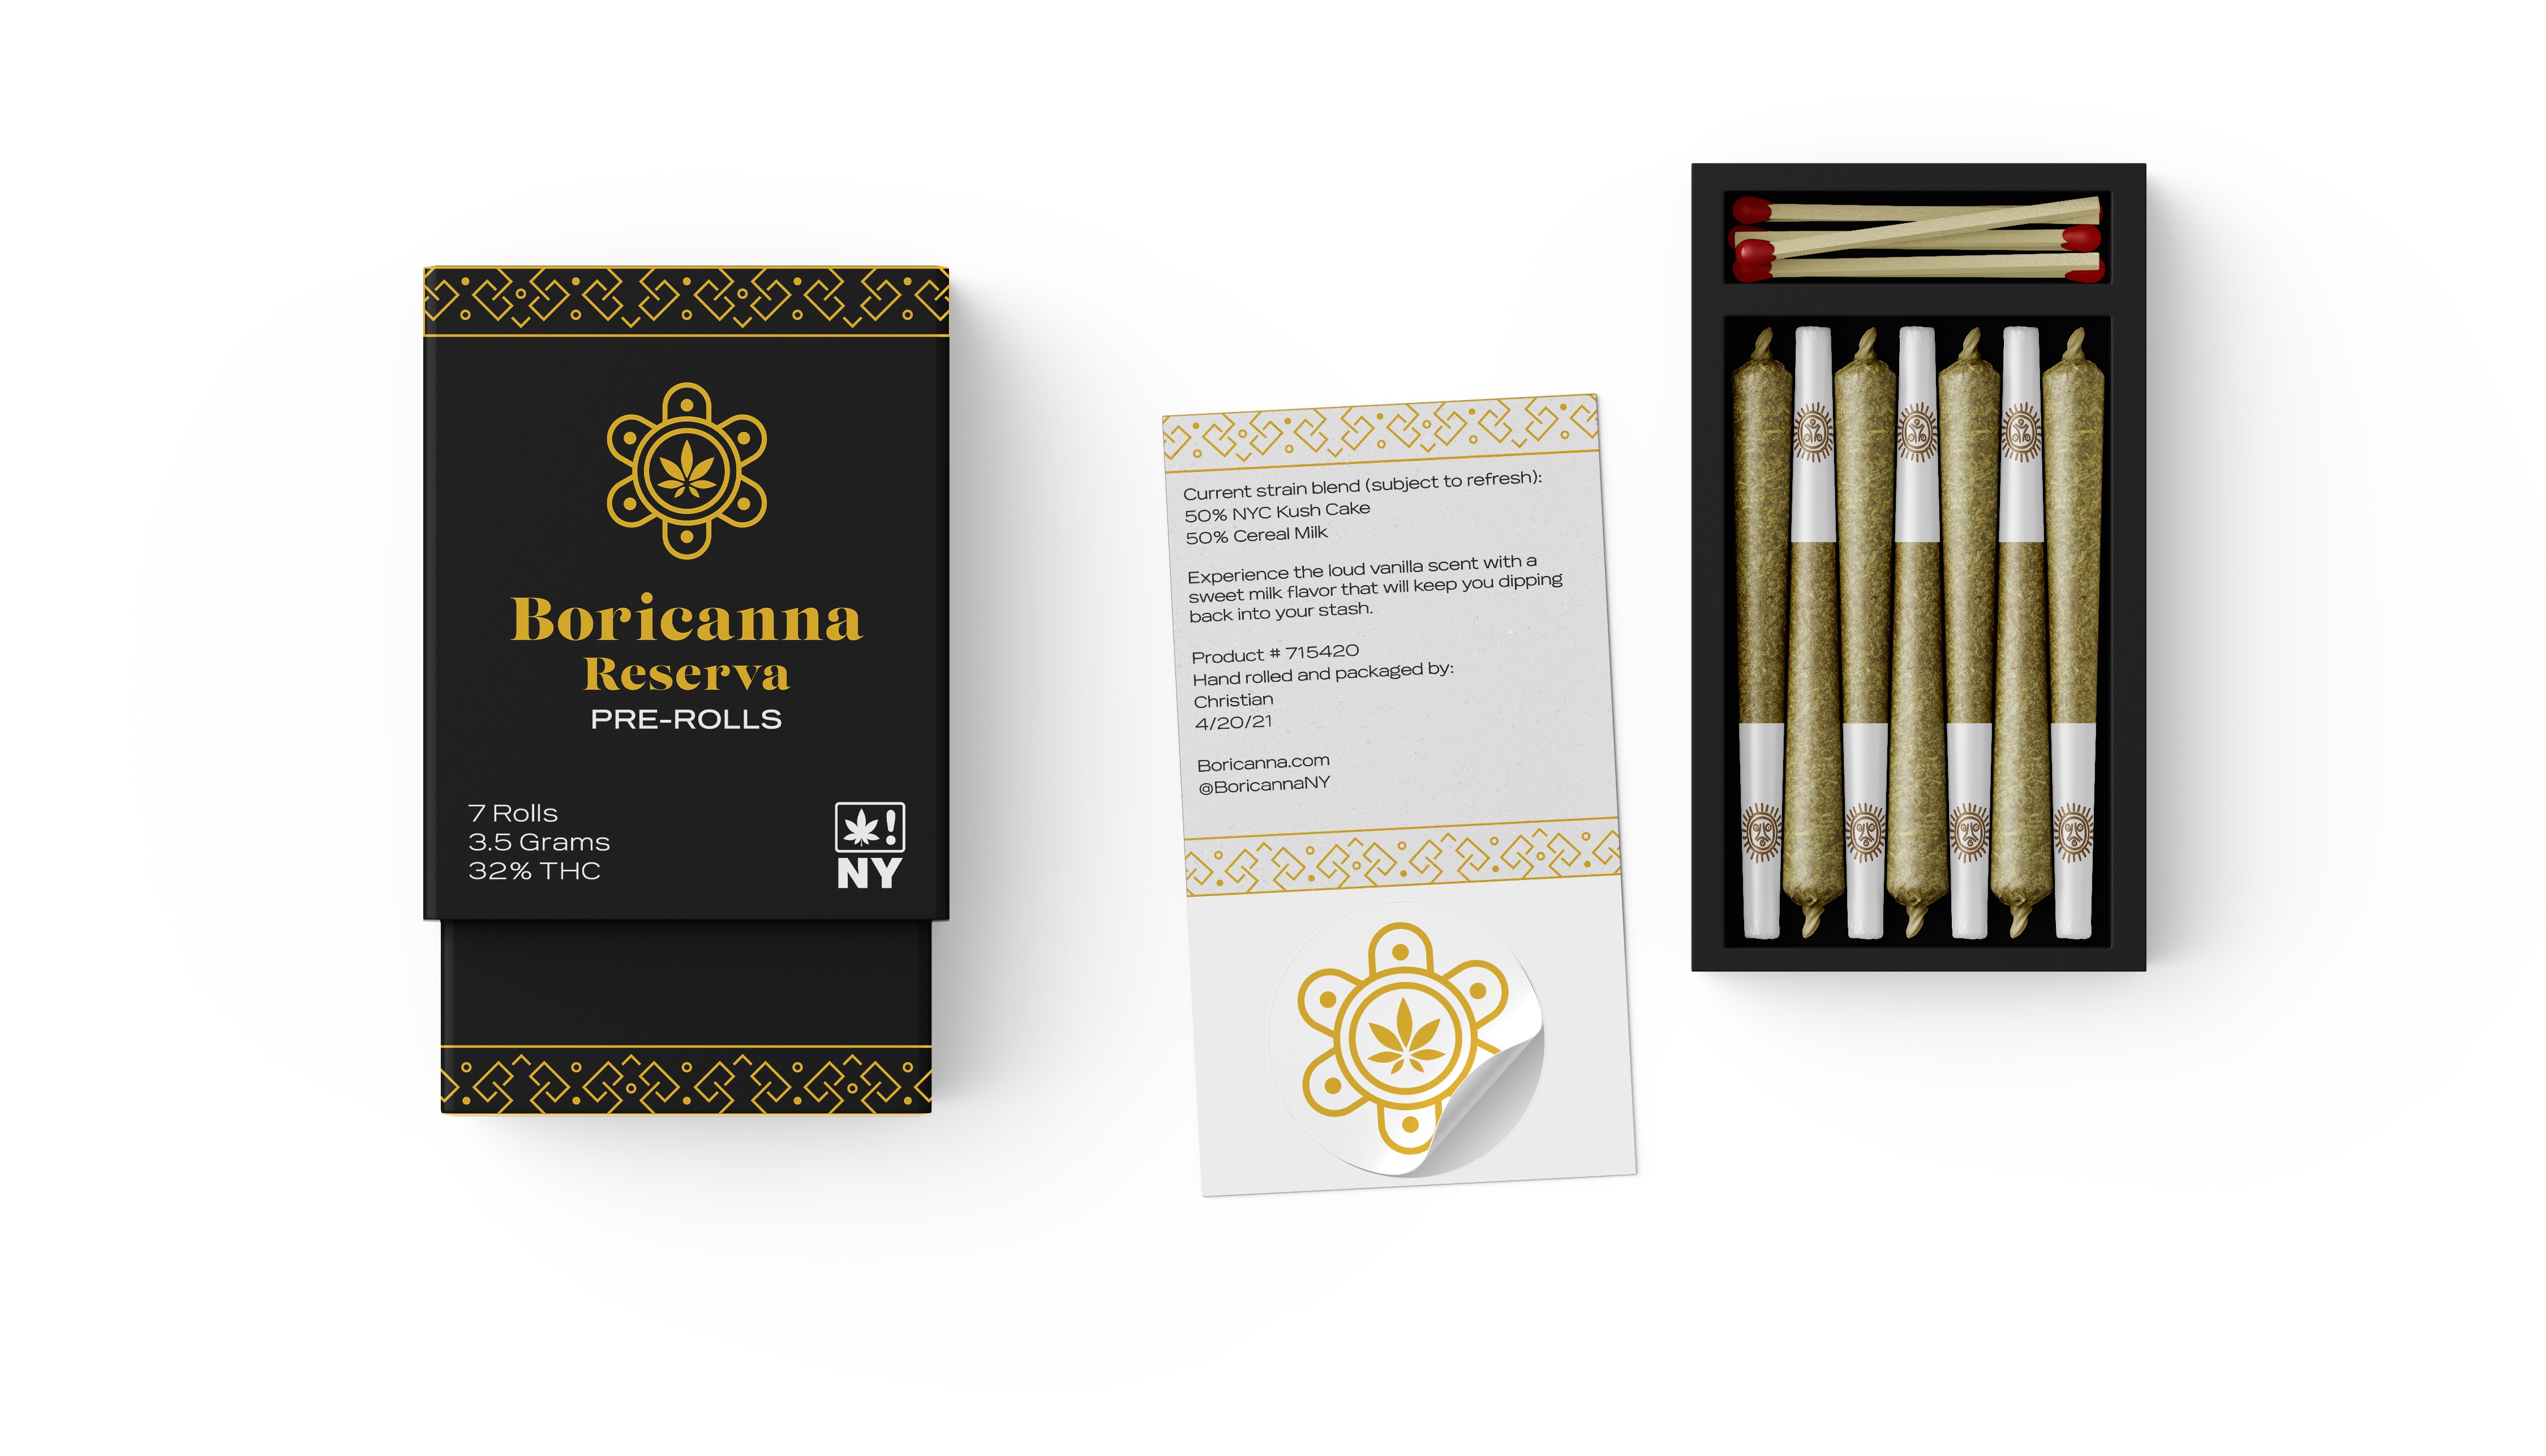 Boricanna
Reserva
PRE-ROLLS
7 Rolls
3.5 Grams
32% THC
!
NY
Current strain blend (subject to refresh):
50% NYC Kush Cake
50% Cereal Milk
Experience the loud vanilla scent with a
sweet milk flavor that will keep you dipping
back into your stash.
Product # 715420
Hand rolled and packaged by:
Christian
4/20/21
Boricanna.com
@BoricannaNY